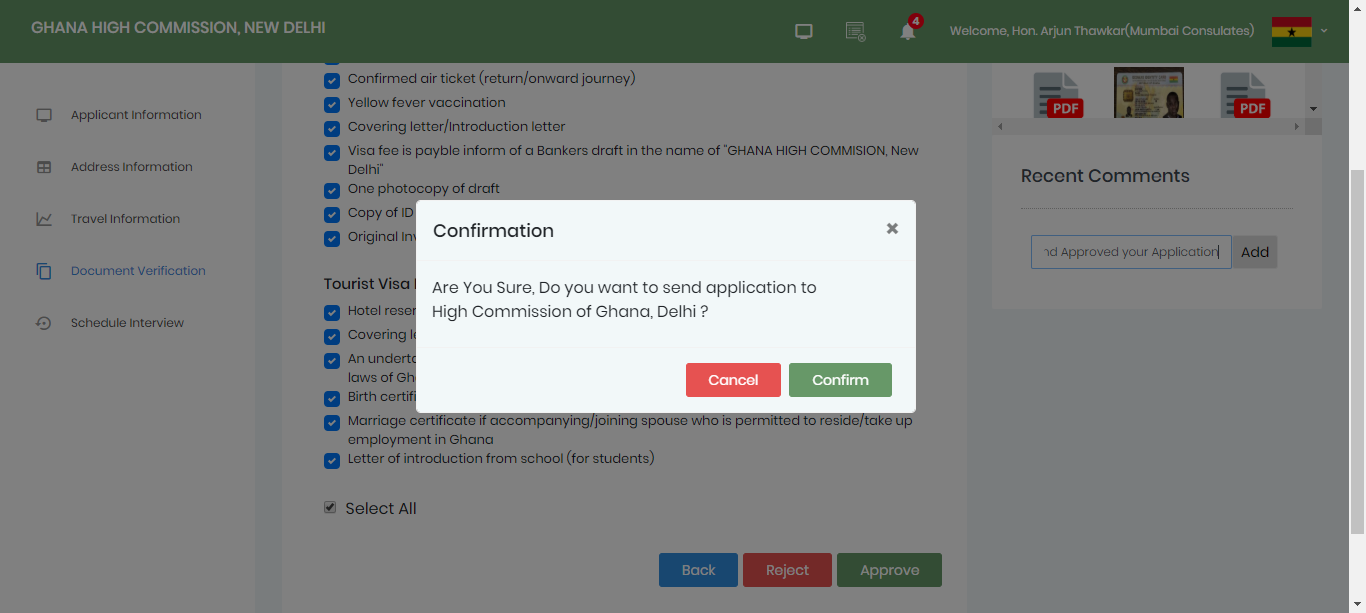 GHANA HIGH COMMISSION, NEW DELHI
4
Welcome, Hon. Arjun Thawkar(Mumbai Consulates)
Applicant Information
Address Information
Travel Information
Document Verification
Schedule Interview
Confirmed air ticket (return/onward journey)
Yellow fever vaccination
Covering letter/Introduction letter
Visa fee is payble inform of a Bankers draft in the name of "GHANA HIGH COMMISION, New
Delhi"
One photocopy of draft
Copy of ID
Original
Tourist Visa
Hotel
Covering
An
laws of
Birth
Marriage certificate if accompanying/joining spouse who is permitted to reside/take up
employment in Ghana
Letter of introduction from school (for students)
Select All
Back
Reject
Approve
Confirmation
Are You Sure, Do you want to send application to
High Commission of Ghana, Delhi ?
Cancel
Confirm
PDF
PDF
Recent Comments
nd Approved your Application
Add